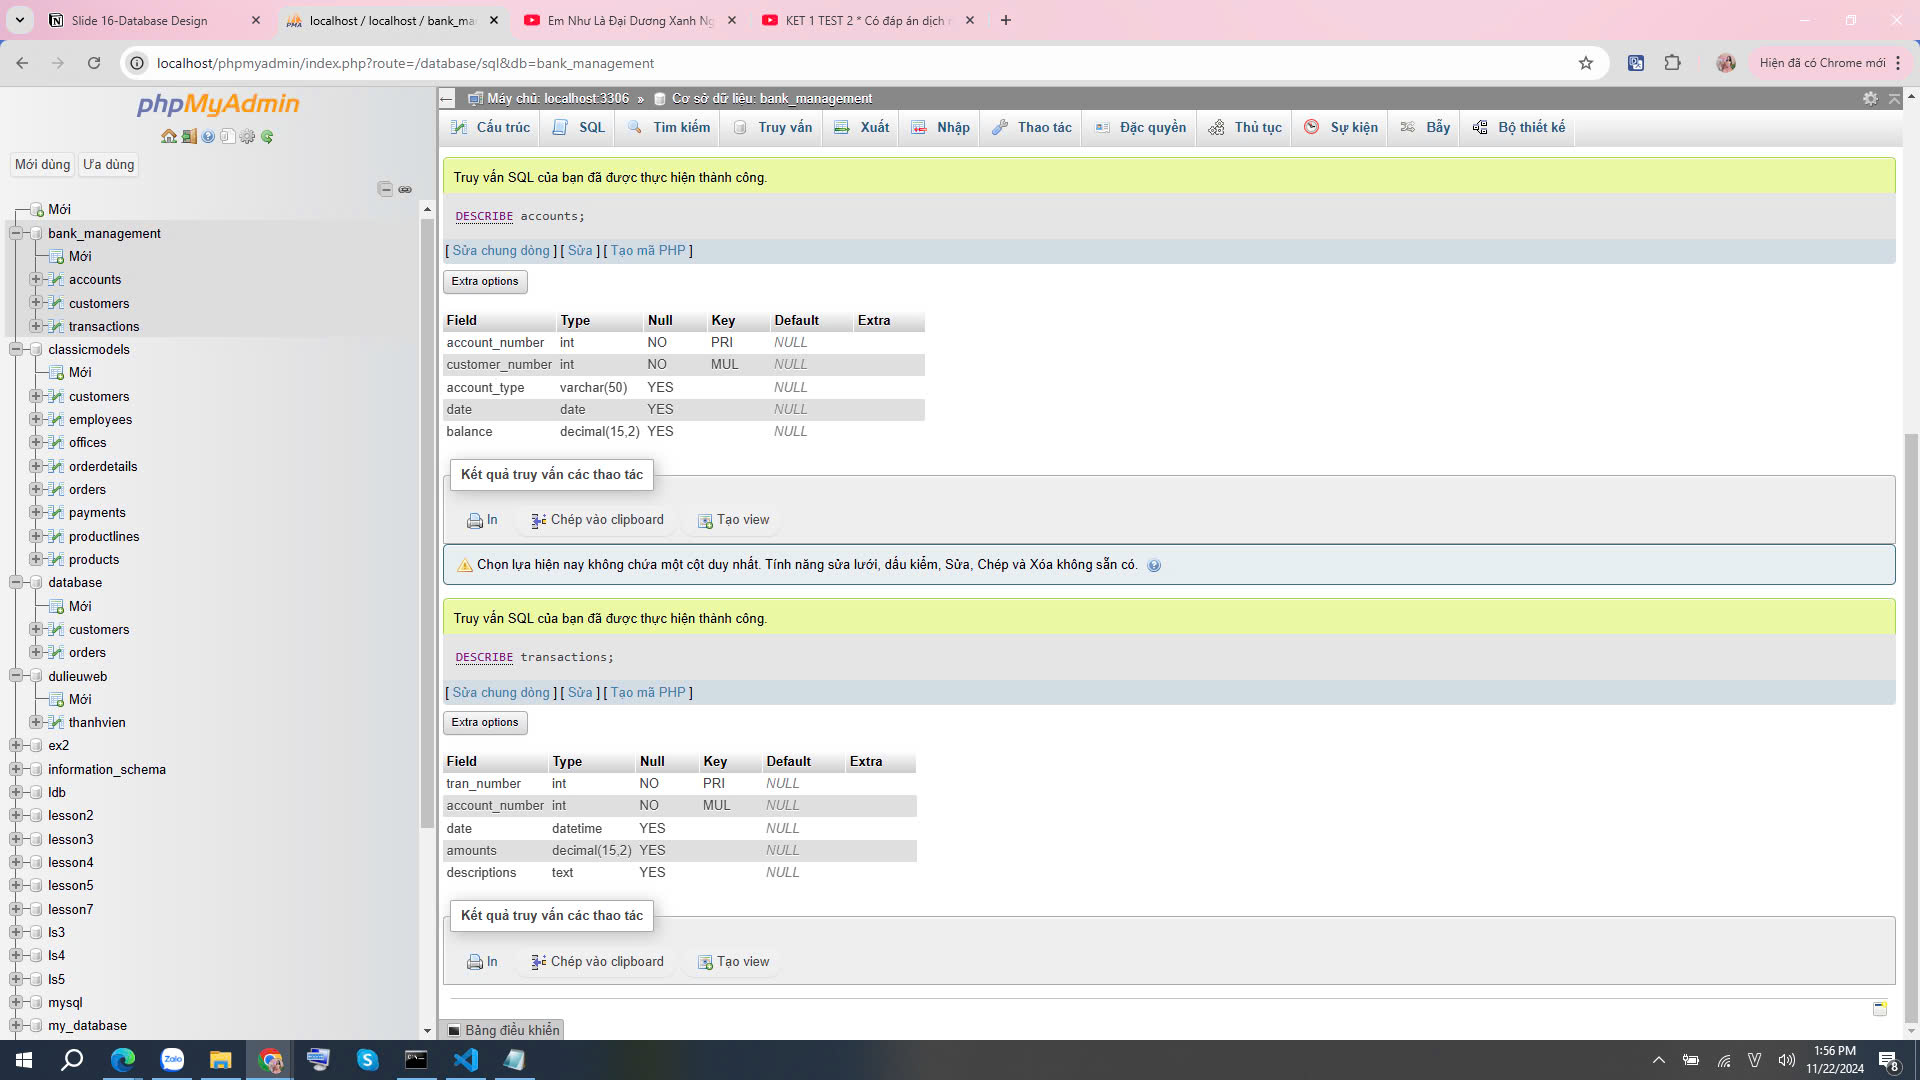 Slide 16-Database Design
localhost / localhost / bank_ma
Em Như Là Đại Dương Xanh Ng
KET 1 TEST 2 * Có đáp án dịch
localhost/phpmyadmin/index.php?route=/database/sql&db=bank_management
Hiện đã có Chrome mới
phpMyAdmin
Mới dùng
Ưa dùng
Mới
bank_management
Mới
accounts
customers
transactions
classicmodels
Mới
customers
employees
offices
orderdetails
orders
payments
productlines
products
database
Mới
customers
orders
dulieuweb
Mới
thanhvien
ex2
information_schema
ldb
lesson2
lesson3
lesson4
lesson5
lesson7
ls3
ls4
ls5
mysql
my_database
Máy chủ: localhost:3306 » Cơ sở dữ liệu: bank_management
Cấu trúc SQL Tìm kiếm Truy vấn Xuất Nhập Thao tác Đặc quyền Thủ tục Sự kiện Bẫy Bộ thiết kế
Truy vấn SQL của bạn đã được thực hiện thành công.
DESCRIBE accounts;
[ Sửa chung dòng ] [ Sửa ] [ Tạo mã PHP ]
Extra options
Field Type Null Key Default Extra
account_number int NO PRI NULL
customer_number int NO MUL NULL
account_type varchar(50) YES NULL
date date YES NULL
balance decimal(15,2) YES NULL
Kết quả truy vấn các thao tác
In Chép vào clipboard Tạo view
Chọn lựa hiện nay không chứa một cột duy nhất. Tính năng sửa lưới, dấu kiểm, Sửa, Chép và Xóa không sẵn có.
Truy vấn SQL của bạn đã được thực hiện thành công.
DESCRIBE transactions;
[ Sửa chung dòng ] [ Sửa ] [ Tạo mã PHP ]
Extra options
Field Type Null Key Default Extra
tran_number int NO PRI NULL
account_number int NO MUL NULL
date datetime YES NULL
amounts decimal(15,2) YES NULL
descriptions text YES NULL
Kết quả truy vấn các thao tác
In Chép vào clipboard Tạo view
Bảng điều khiển
Zalo
1:56 PM
11/22/2024
8